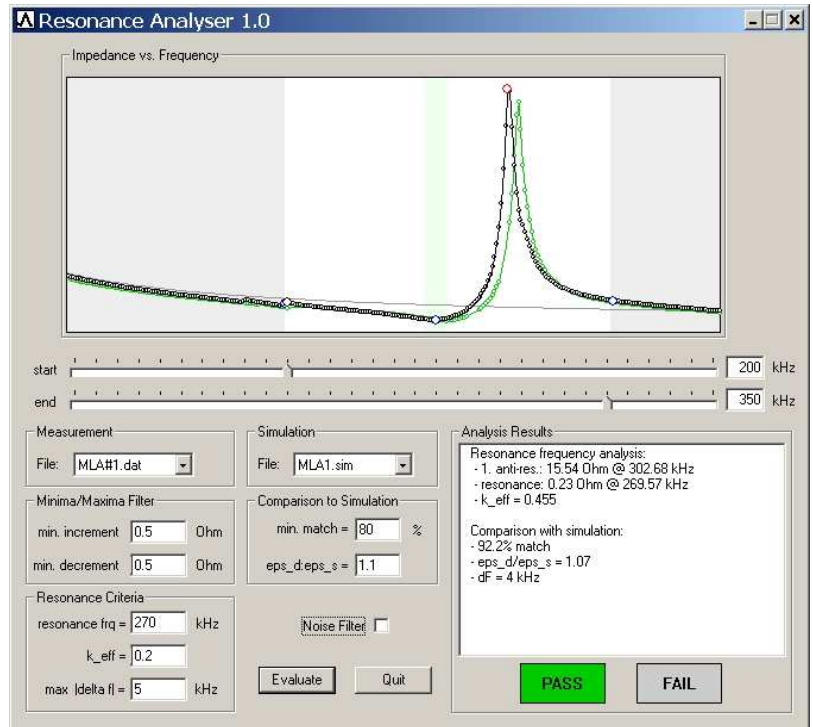 Resonance Analyser 1.0
Impedance vs. Frequency
start 200 kHz
end 350 kHz
Measurement
File: MLA#1.dat
Simulation
File: MLA1.sim
Minima/Maxima Filter
min. increment 0.5 Ohm
min. decrement 0.5 Ohm
Comparison to Simulation
min. match = 80 %
eps_d:eps_s = 1.1
Resonance Criteria
resonance frq = 270 kHz
k_eff = 0.2
max |delta f| = 5 kHz
Noise Filter
Evaluate Quit
Analysis Results
Resonance frequency analysis:
- 1. anti-res.: 15.54 Ohm @ 302.68 kHz
- resonance: 0.23 Ohm @ 269.57 kHz
- k_eff = 0.455
Comparison with simulation:
- 92.2% match
- eps_d/eps_s = 1.07
- dF = 4 kHz
PASS FAIL